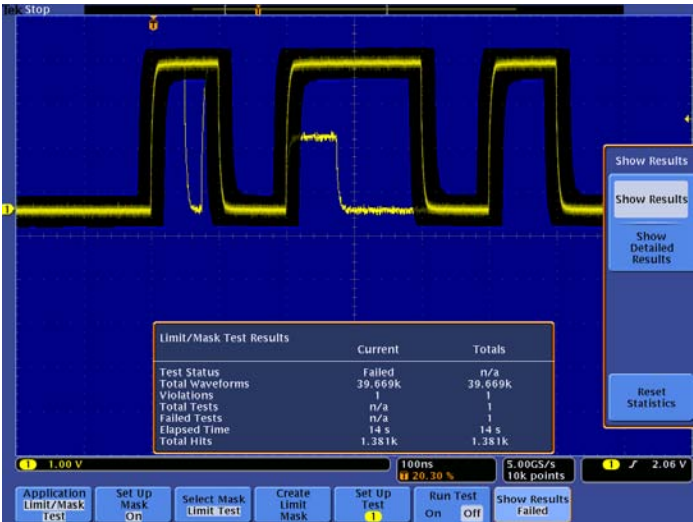 Tek Stop
T
T
1
Show Results
Show Results
Show
Detailed
Results
Limit/Mask Test Results
Current Totals
Test Status Failed n/a
Total Waveforms 39.669k 39.669k
Violations 1 1
Total Tests n/a 1
Failed Tests n/a 1
Elapsed Time 14 s 14 s
Total Hits 1.381k 1.381k
Reset
Statistics
1 1.00 V
100ns
T 20.30 %
5.00GS/s
10k points
1 2.06 V
Application
Limit/Mask
Test
Set Up
Mask
On
Select Mask
Limit Test
Create
Limit
Mask
Set Up
Test
1
Run Test
On Off
Show Results
Failed